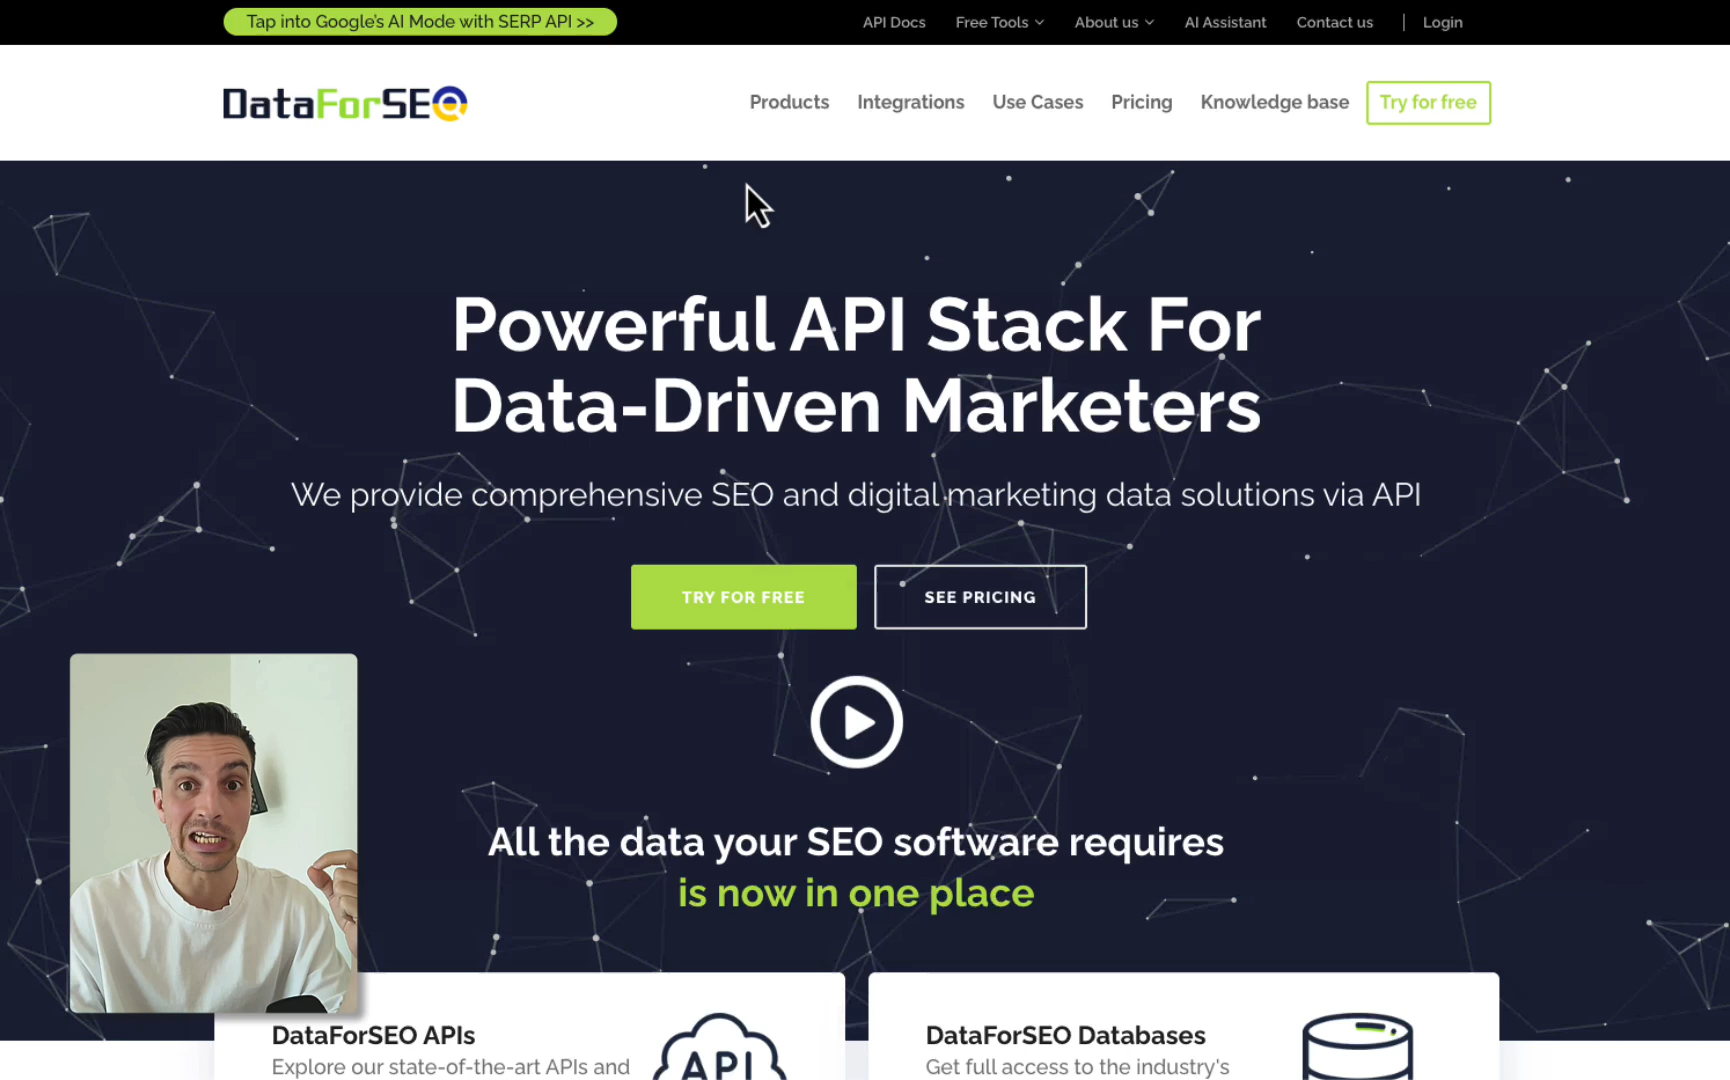 Tap into Google's AI Mode with SERP API >>
API Docs
Free Tools
About us
AI Assistant
Contact us
Login
DataForSEO
Products
Integrations
Use Cases
Pricing
Knowledge base
Try for free
Powerful API Stack For
Data-Driven Marketers
We provide comprehensive SEO and digital marketing data solutions via API
TRY FOR FREE
SEE PRICING
All the data your SEO software requires
is now in one place
DataForSEO APIs
Explore our state-of-the-art APIs and
API
DataForSEO Databases
Get full access to the industry's